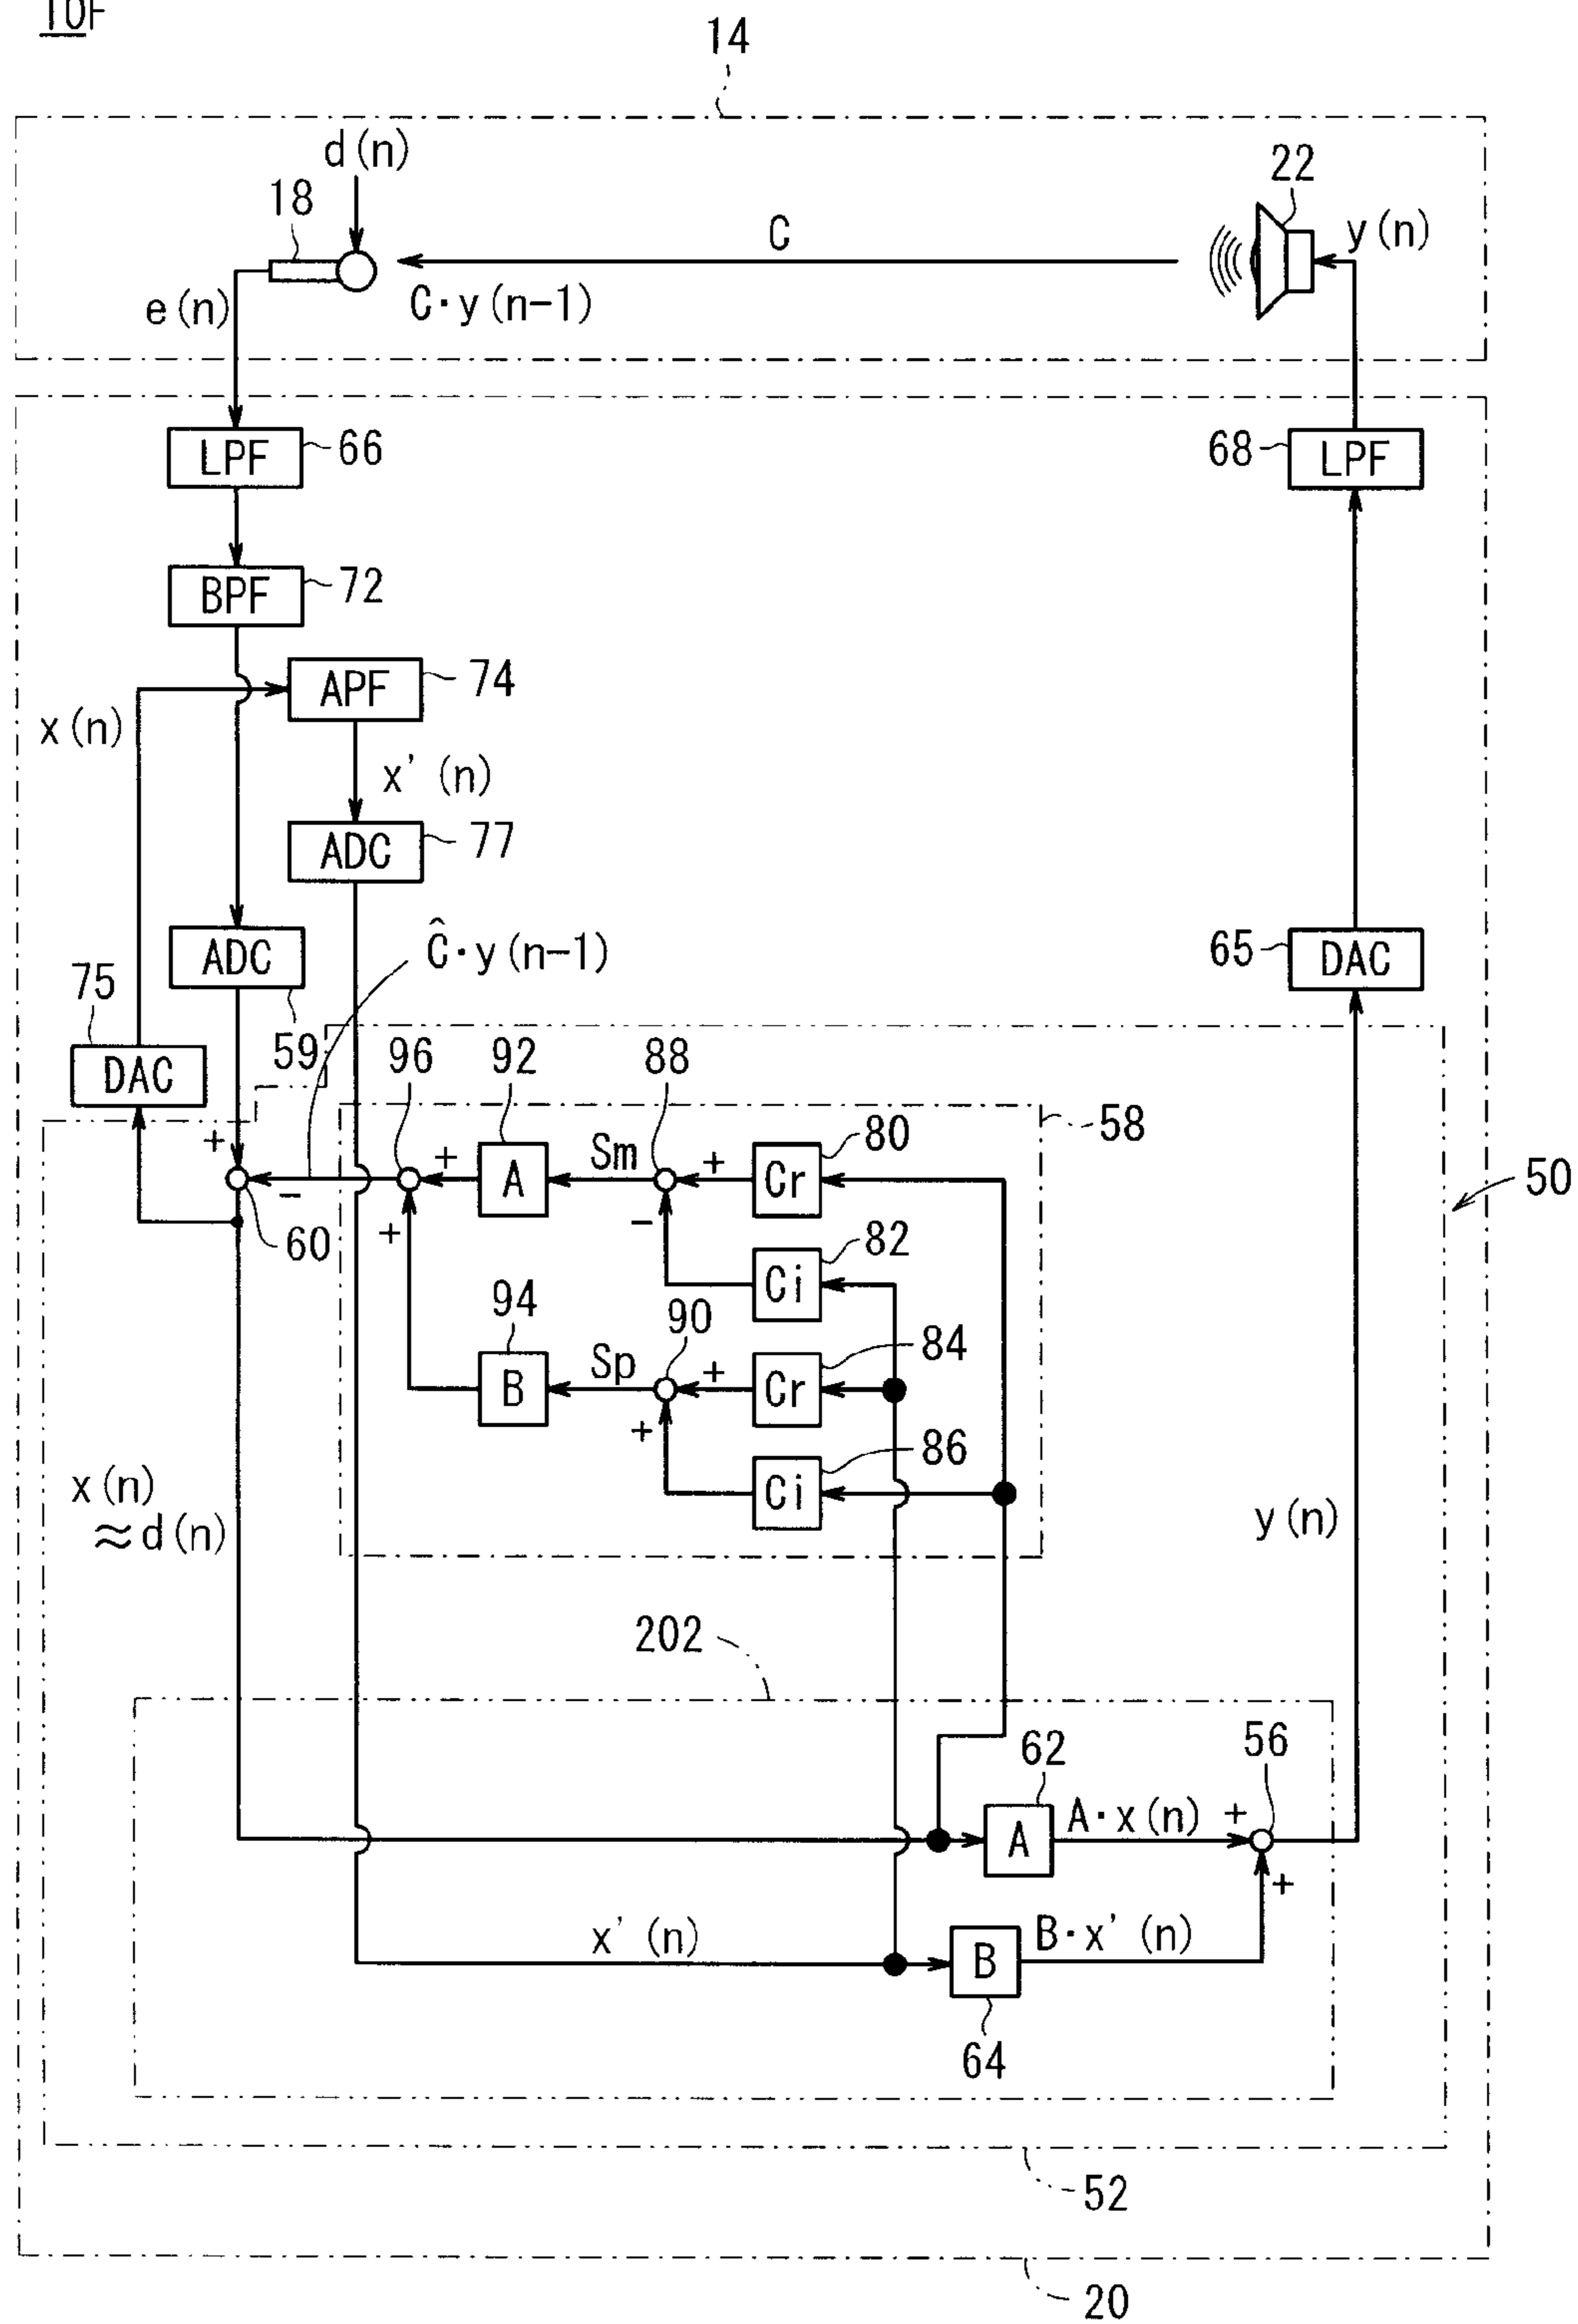 10F
14
d(n)
18
22
C
y(n)
e(n)
C·y(n-1)
LPF
66
68
LPF
BPF
72
APF
74
x(n)
x'(n)
ADC
77
ADC
Ĉ·y(n-1)
65
DAC
75
59
96
92
88
DAC
58
80
+
+
A
Sm
+
Cr
50
-
-
60
+
82
Ci
94
90
84
B
Sp
+
Cr
+
86
Ci
x(n)
≈d(n)
y(n)
202
62
56
A
A·x(n)
+
+
x'(n)
B
B·x'(n)
64
52
20